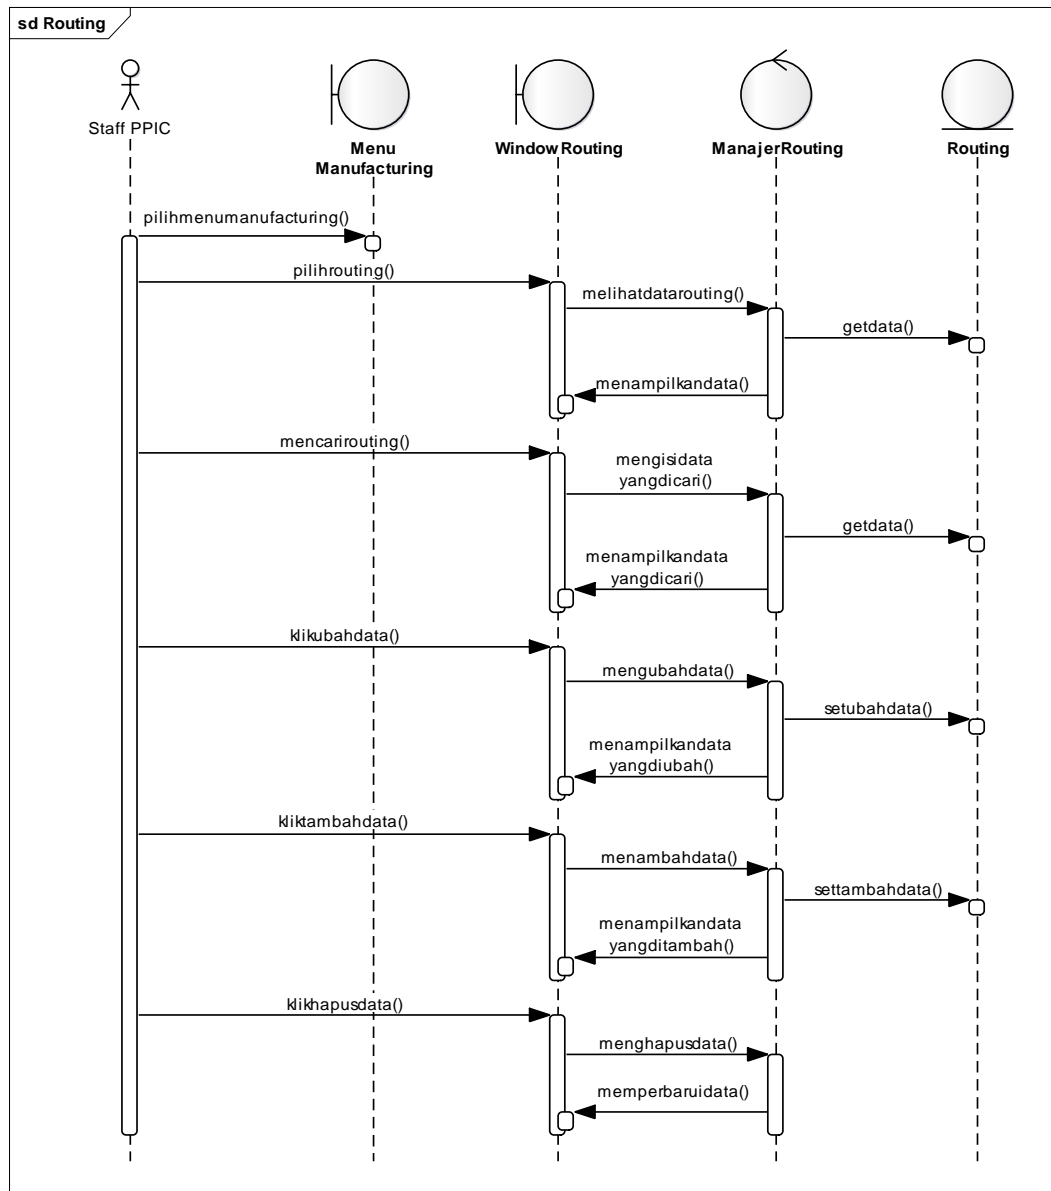 sd Routing
Staff PPIC
Menu
Manufacturing
Window Routing
ManajerRouting
Routing
pilihmenumanufacturing()
pilihrouting()
melihatdatarouting()
getdata()
menampilkandata()
mencarirouting()
mengisidata
yangdicari()
getdata()
menampilkandata
yangdicari()
klikubahdata()
mengubahdata()
setubahdata()
menampilkandata
yangdiubah()
kliktambahdata()
menambahdata()
settambahdata()
menampilkandata
yangditambah()
klikhapusdata()
menghapusdata()
memperbaruidata()